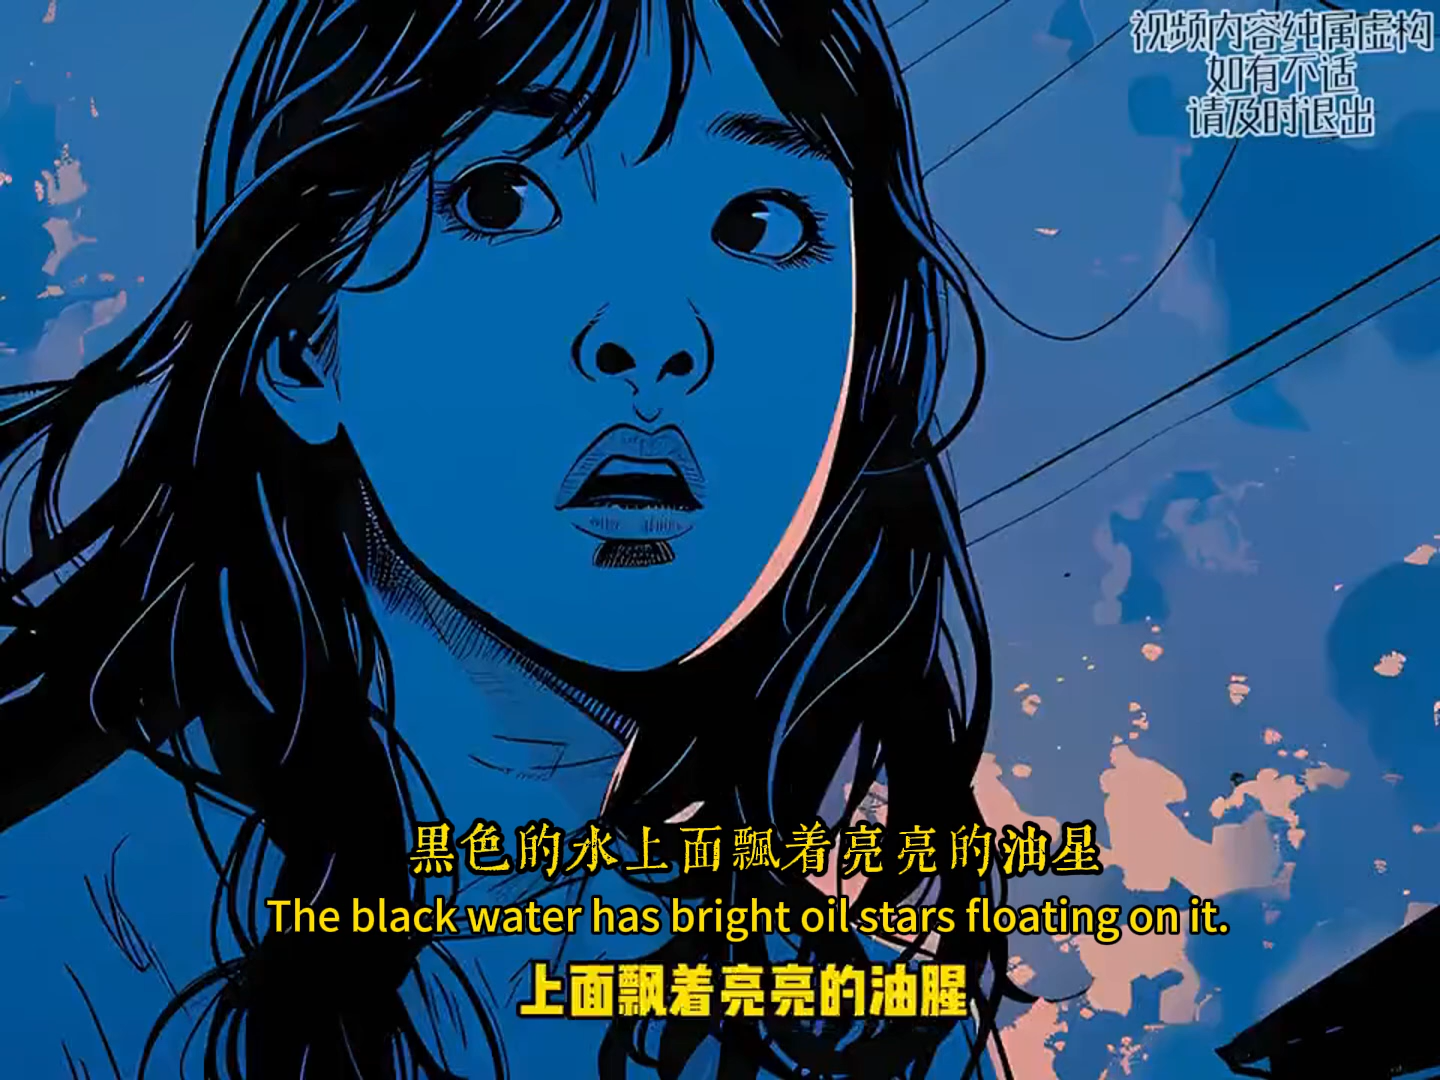 视频内容纯属虚构
如有不适
请及时退出
黑色的水上面飘着亮亮的油星
The black water has bright oil stars floating on it.
上面飘着亮亮的油腥